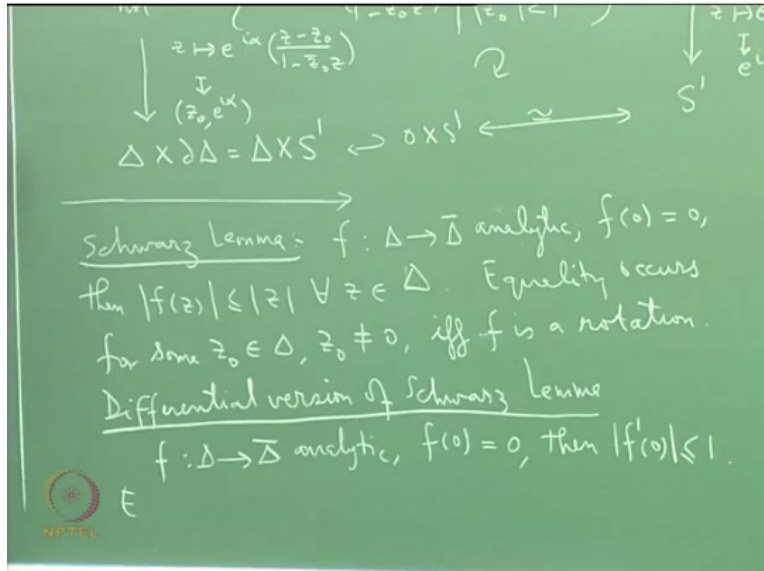 z ↦ e^{iα} (z - z₀ / 1 - z̄₀z)
↧
(z₀, e^{iα})
S¹
Δ × ∂Δ = Δ × S¹ ↩ 0 × S¹ ⟷ ≃
Schwarz Lemma:- f : Δ → Δ̄ analytic, f(0) = 0,
then |f(z)| ≤ |z| ∀ z ∈ Δ. Equality occurs
for some z₀ ∈ Δ, z₀ ≠ 0, iff f is a rotation.
Differential version of Schwarz Lemma
f : Δ → Δ̄ analytic, f(0) = 0, then |f'(0)| ≤ 1.
E
NPTEL